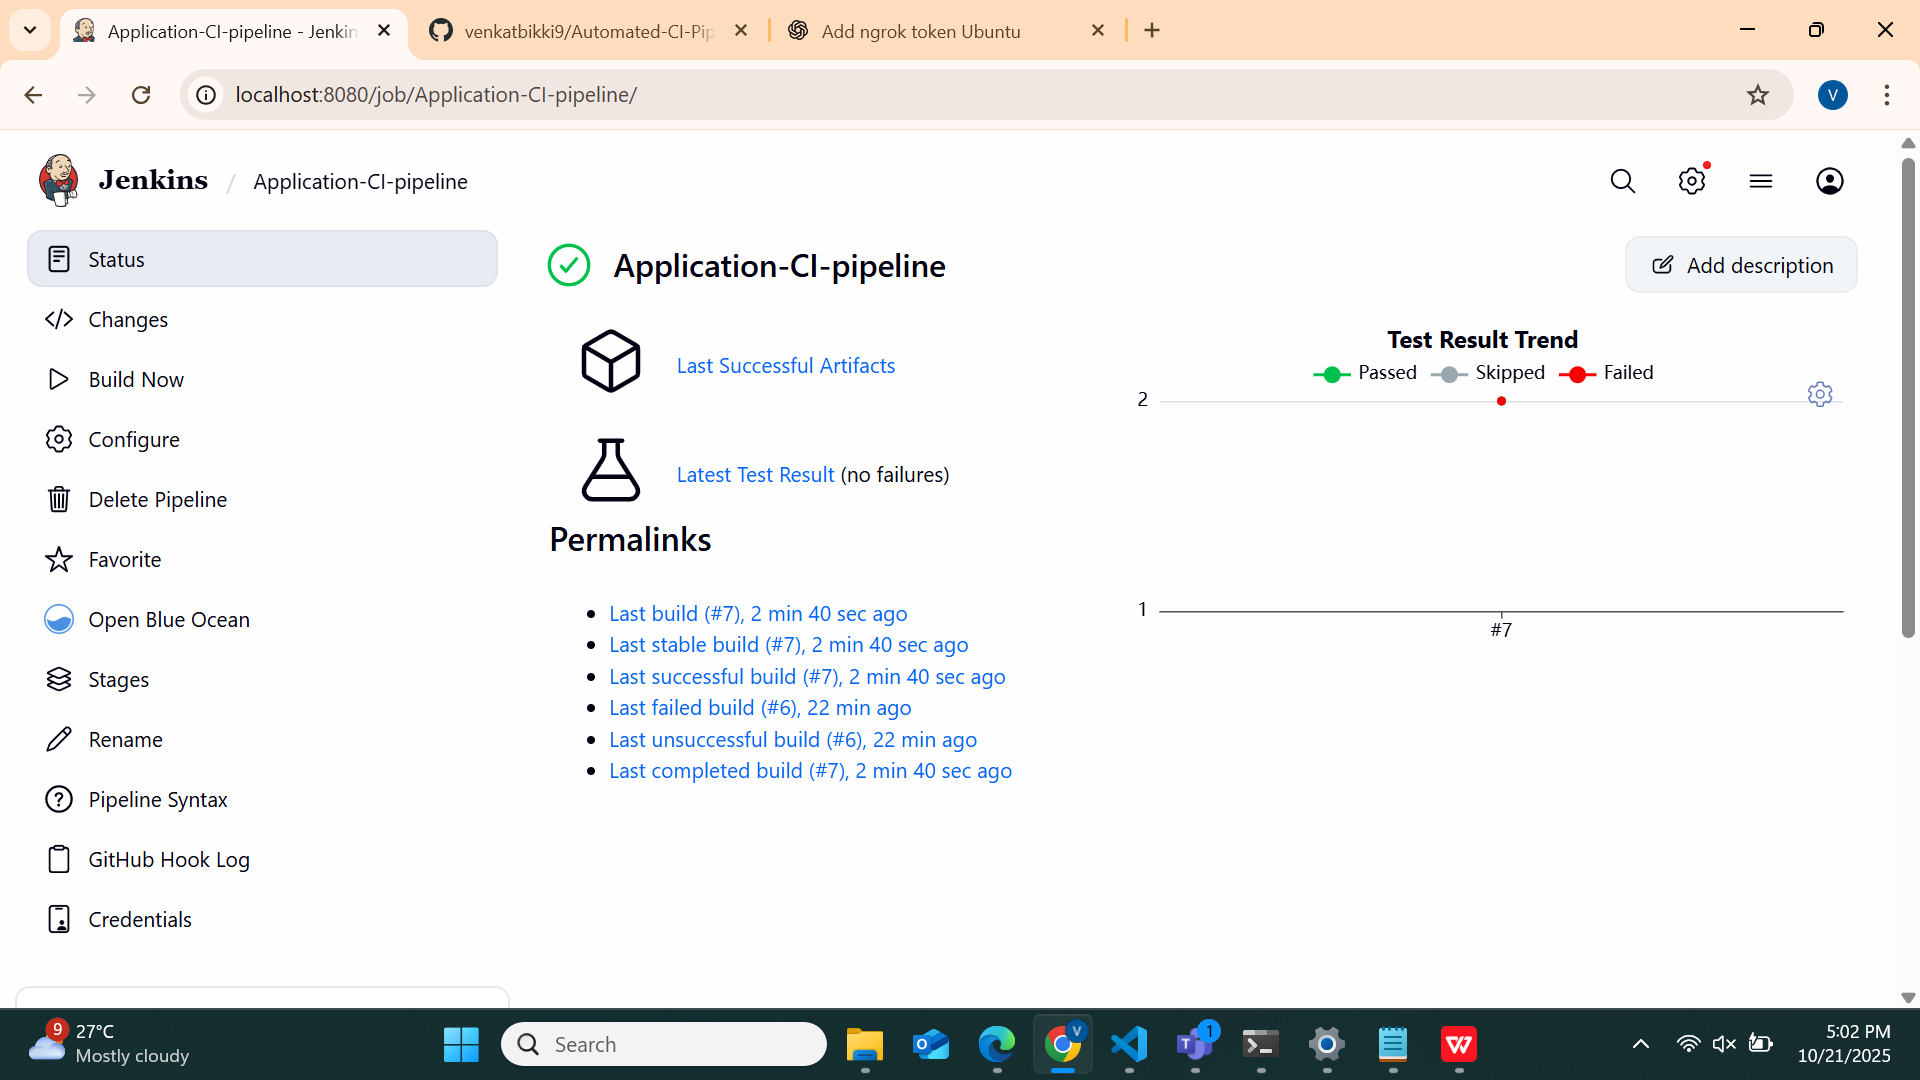 Application-CI-pipeline - Jenkin
venkatbikki9/Automated-CI-Pip
Add ngrok token Ubuntu
localhost:8080/job/Application-CI-pipeline/
V
Jenkins / Application-CI-pipeline
Status
Changes
Build Now
Configure
Delete Pipeline
Favorite
Open Blue Ocean
Stages
Rename
Pipeline Syntax
GitHub Hook Log
Credentials
Application-CI-pipeline
Add description
Last Successful Artifacts
Latest Test Result (no failures)
Permalinks
Last build (#7), 2 min 40 sec ago
Last stable build (#7), 2 min 40 sec ago
Last successful build (#7), 2 min 40 sec ago
Last failed build (#6), 22 min ago
Last unsuccessful build (#6), 22 min ago
Last completed build (#7), 2 min 40 sec ago
Test Result Trend
Passed Skipped Failed
2
1
#7
9
27°C
Mostly cloudy
Search
V
1
5:02 PM
10/21/2025